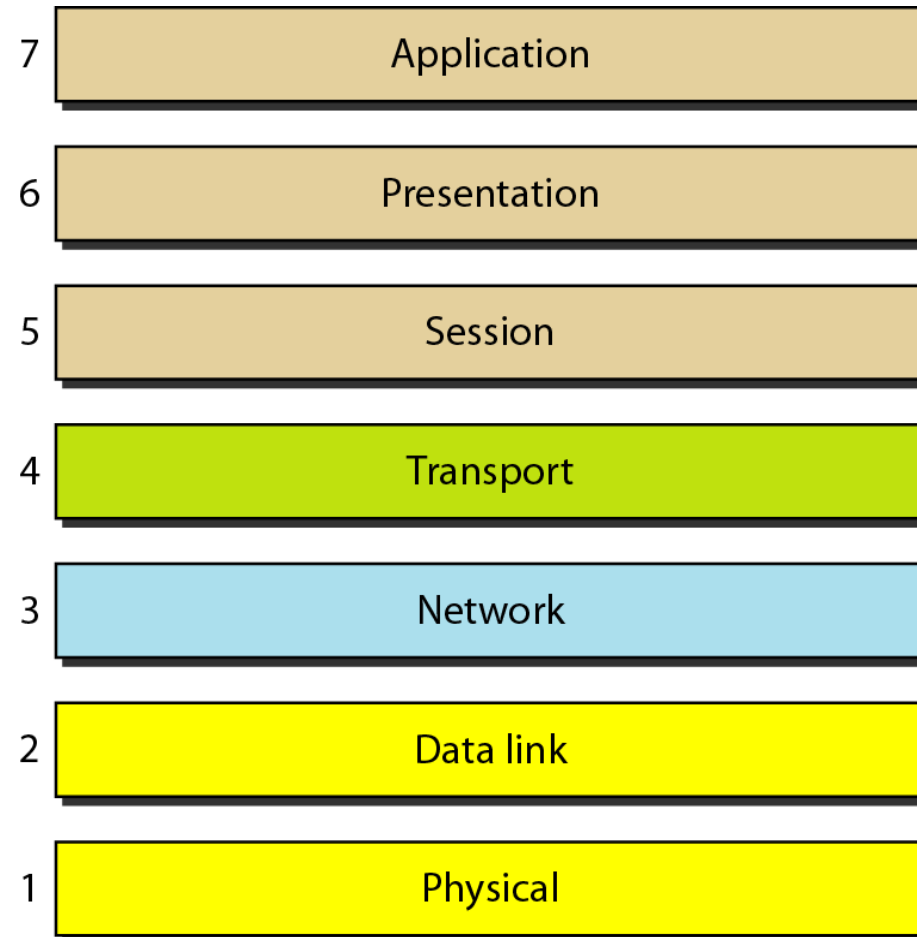 7 Application
6 Presentation
5 Session
4 Transport
3 Network
2 Data link
1 Physical